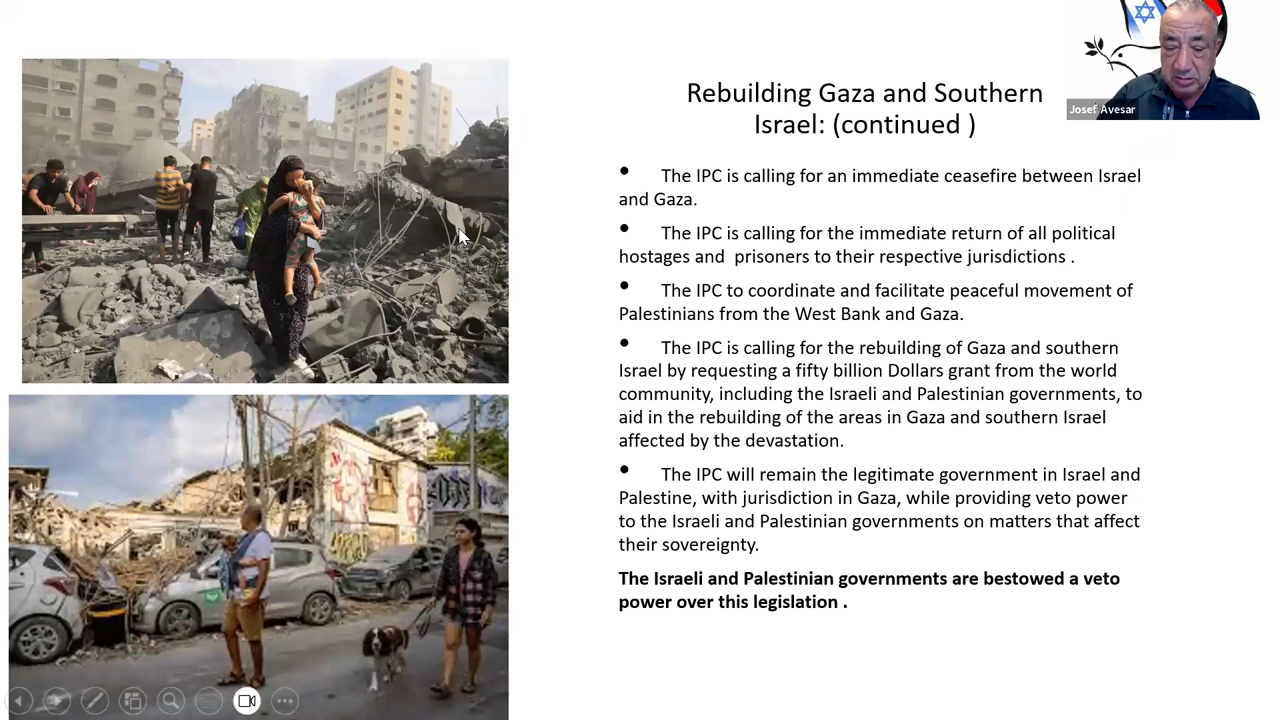 Rebuilding Gaza and Southern
Israel: (continued )
Josef Avesar
• The IPC is calling for an immediate ceasefire between Israel
and Gaza.
• The IPC is calling for the immediate return of all political
hostages and  prisoners to their respective jurisdictions .
• The IPC to coordinate and facilitate peaceful movement of
Palestinians from the West Bank and Gaza.
• The IPC is calling for the rebuilding of Gaza and southern
Israel by requesting a fifty billion Dollars grant from the world
community, including the Israeli and Palestinian governments, to
aid in the rebuilding of the areas in Gaza and southern Israel
affected by the devastation.
• The IPC will remain the legitimate government in Israel and
Palestine, with jurisdiction in Gaza, while providing veto power
to the Israeli and Palestinian governments on matters that affect
their sovereignty.
The Israeli and Palestinian governments are bestowed a veto
power over this legislation .